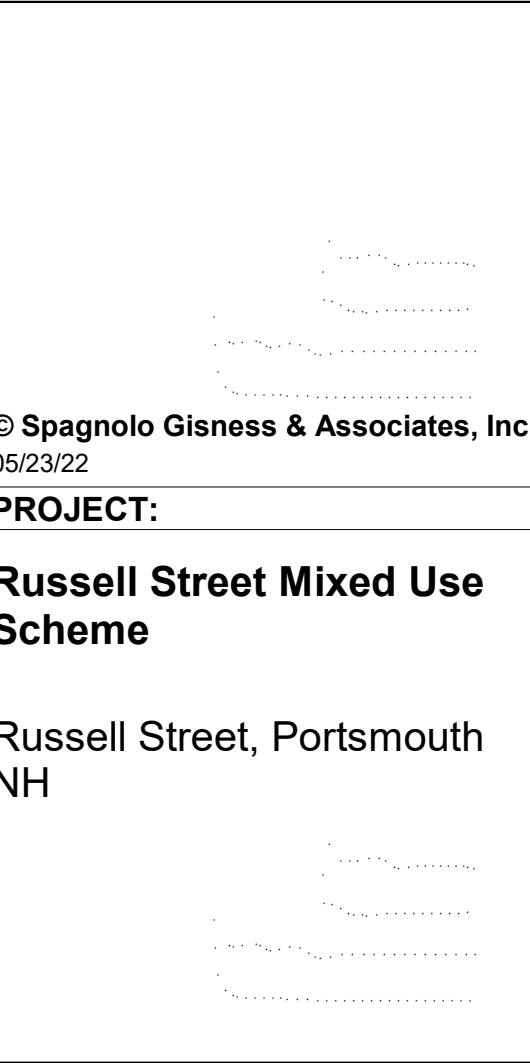 © Spagnolo Gisness & Associates, Inc
05/23/22
PROJECT:
Russell Street Mixed Use
Scheme
Russell Street, Portsmouth
NH